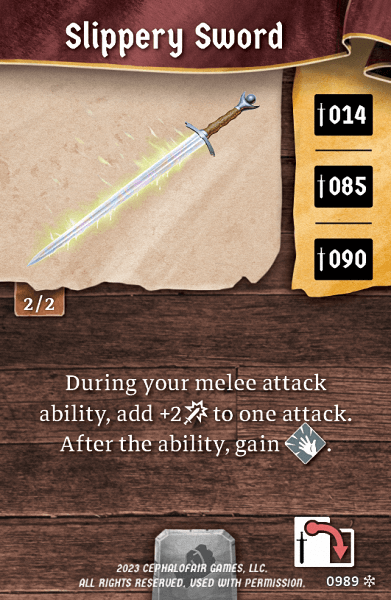 Slippery Sword
014
085
090
2/2
During your melee attack
ability, add +2 to one attack.
After the ability, gain .
2023 CEPHALOFAIR GAMES, LLC.
ALL RIGHTS RESERVED. USED WITH PERMISSION.
0989